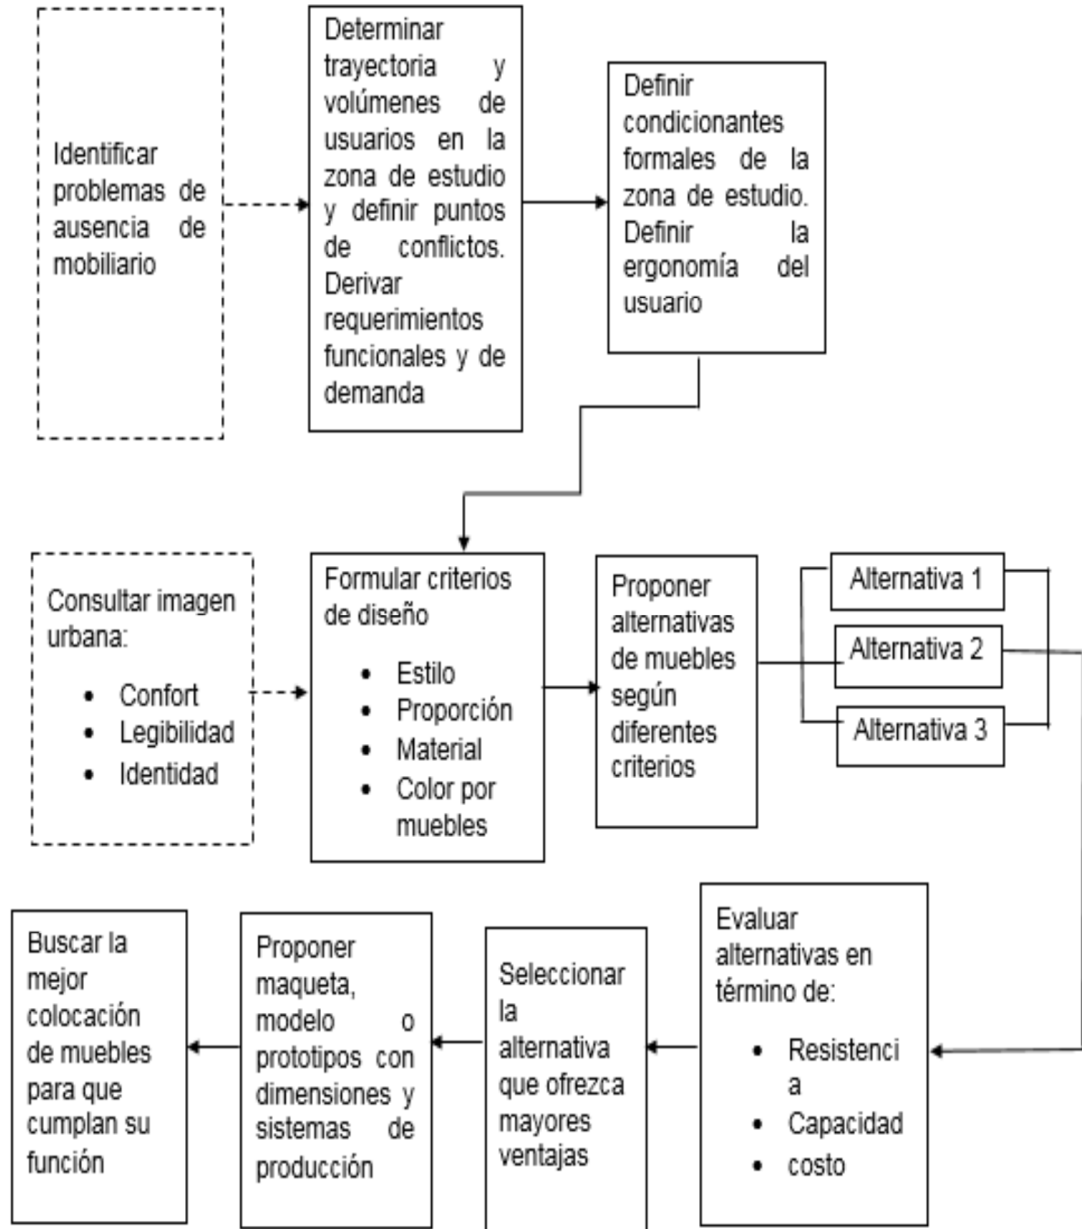 Identificar
problemas de
ausencia de
mobiliario
Determinar
trayectoria y
volúmenes de
usuarios en la
zona de estudio
y definir puntos
de conflictos.
Derivar
requerimientos
funcionales y de
demanda
Definir
condicionantes
formales de la
zona de estudio.
Definir la
ergonomía del
usuario
Consultar imagen
urbana:
• Confort
• Legibilidad
• Identidad
Formular criterios
de diseño
• Estilo
• Proporción
• Material
• Color por
muebles
Proponer
alternativas
de muebles
según
diferentes
criterios
Alternativa 1
Alternativa 2
Alternativa 3
Evaluar
alternativas en
término de:
• Resistenci
a
• Capacidad
• costo
Seleccionar
la
alternativa
que ofrezca
mayores
ventajas
Proponer
maqueta,
modelo o
prototipos con
dimensiones y
sistemas de
producción
Buscar la
mejor
colocación
de muebles
para que
cumplan su
función